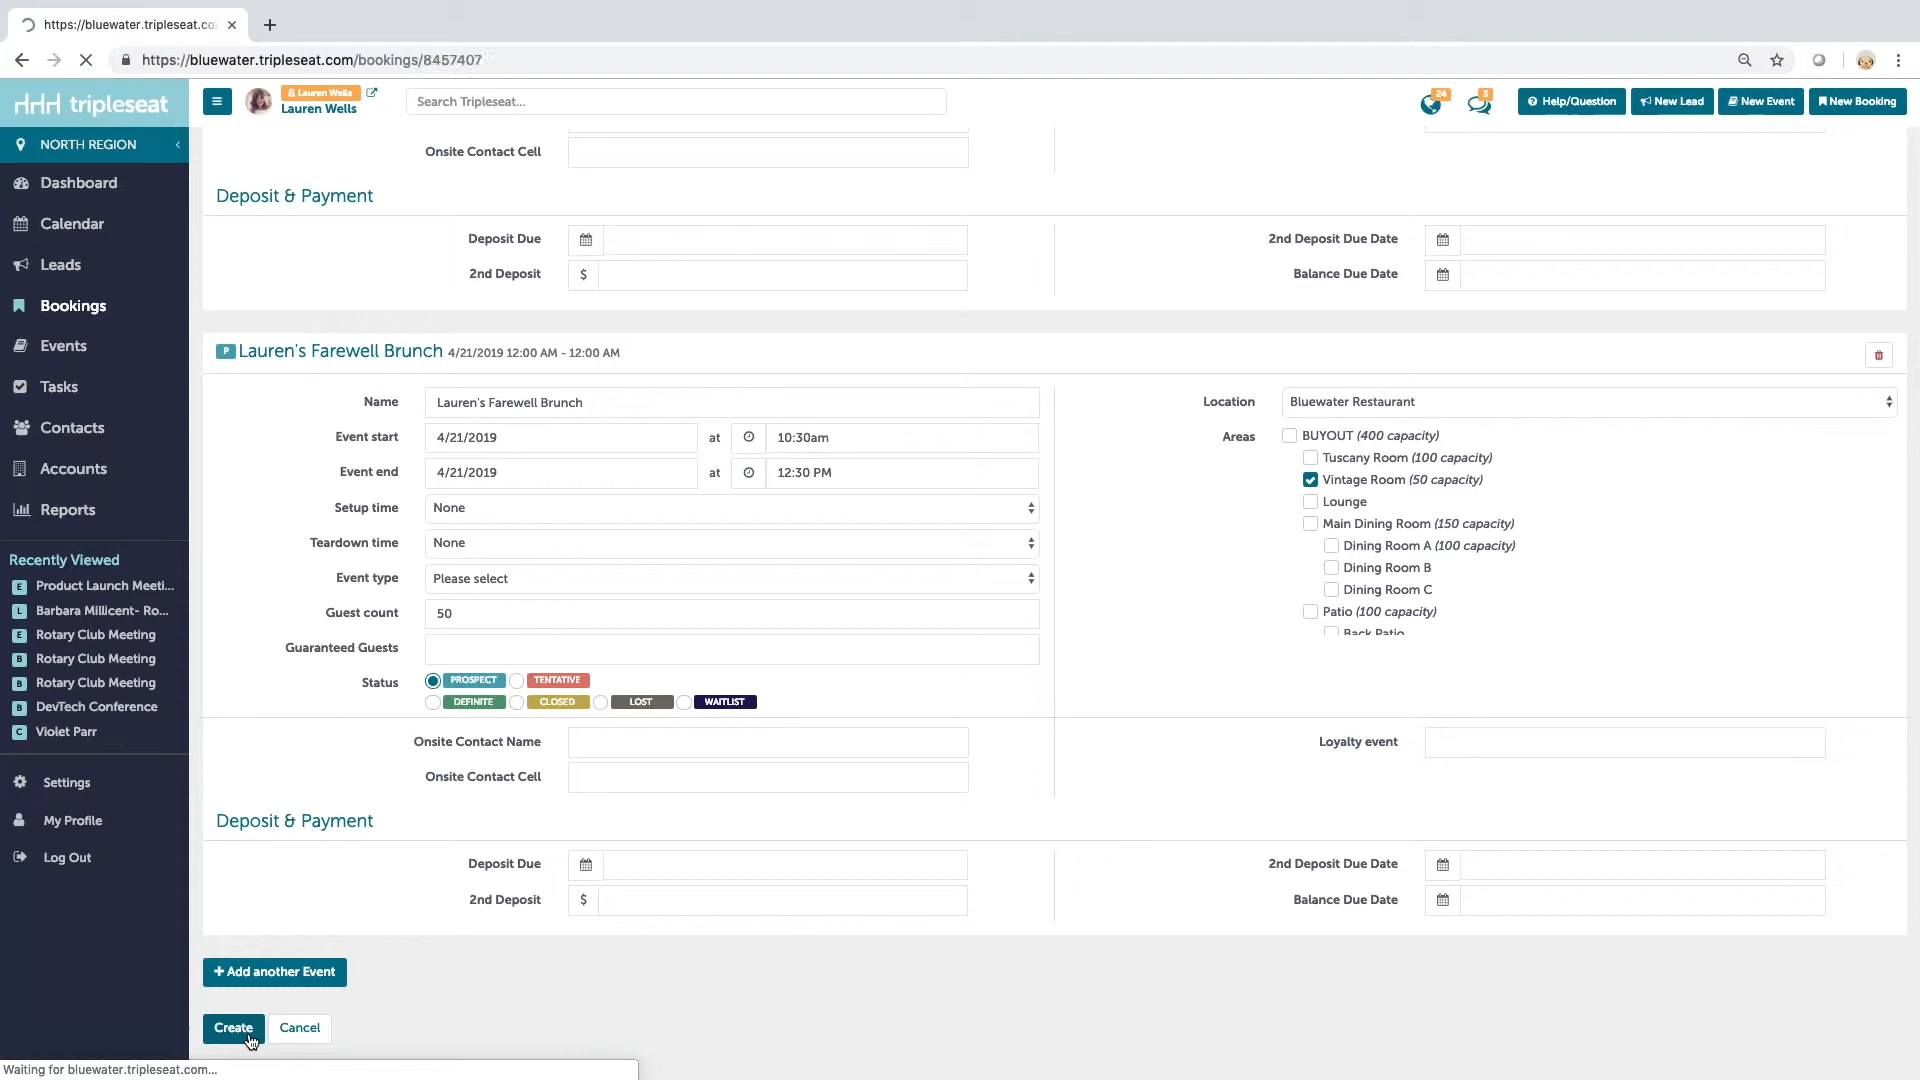 https://bluewater.tripleseat.co
https://bluewater.tripleseat.com/bookings/8457407
tripleseat
Lauren Wells
Lauren Wells
Search Tripleseat...
24
3
Help/Question
New Lead
New Event
New Booking
NORTH REGION
Dashboard
Calendar
Leads
Bookings
Events
Tasks
Contacts
Accounts
Reports
Recently Viewed
E Product Launch Meeti...
L Barbara Millicent- Ro...
E Rotary Club Meeting
B Rotary Club Meeting
B Rotary Club Meeting
B DevTech Conference
C Violet Parr
Settings
My Profile
Log Out
Onsite Contact Cell
Deposit & Payment
Deposit Due
2nd Deposit Due Date
2nd Deposit $
Balance Due Date
P Lauren's Farewell Brunch 4/21/2019 12:00 AM - 12:00 AM
Name Lauren's Farewell Brunch
Event start 4/21/2019 at 10:30am
Event end 4/21/2019 at 12:30 PM
Setup time None
Teardown time None
Event type Please select
Guest count 50
Guaranteed Guests
Status PROSPECT TENTATIVE
DEFINITE CLOSED LOST WAITLIST
Location Bluewater Restaurant
Areas BUYOUT (400 capacity)
Tuscany Room (100 capacity)
Vintage Room (50 capacity)
Lounge
Main Dining Room (150 capacity)
Dining Room A (100 capacity)
Dining Room B
Dining Room C
Patio (100 capacity)
Back Patio
Onsite Contact Name
Loyalty event
Onsite Contact Cell
Deposit & Payment
Deposit Due
2nd Deposit Due Date
2nd Deposit $
Balance Due Date
+ Add another Event
Create
Cancel
Waiting for bluewater.tripleseat.com...